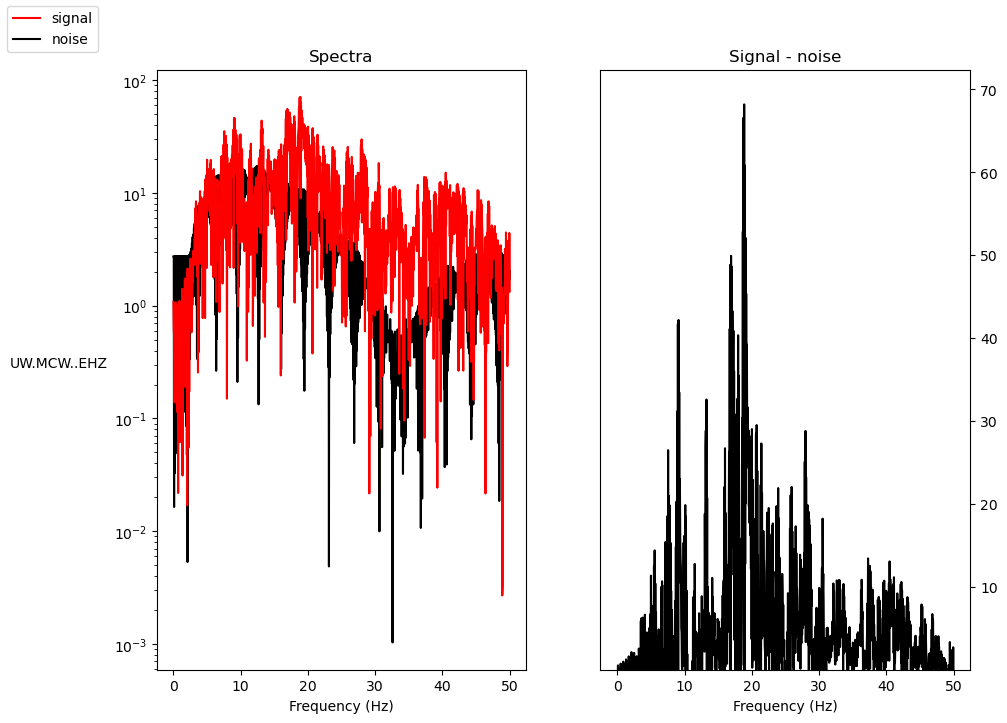 signal
noise
Spectra
Signal - noise
10²
10¹
10⁰
10⁻¹
10⁻²
10⁻³
UW.MCW..EHZ
70
60
50
40
30
20
10
0 10 20 30 40 50
0 10 20 30 40 50
Frequency (Hz)
Frequency (Hz)